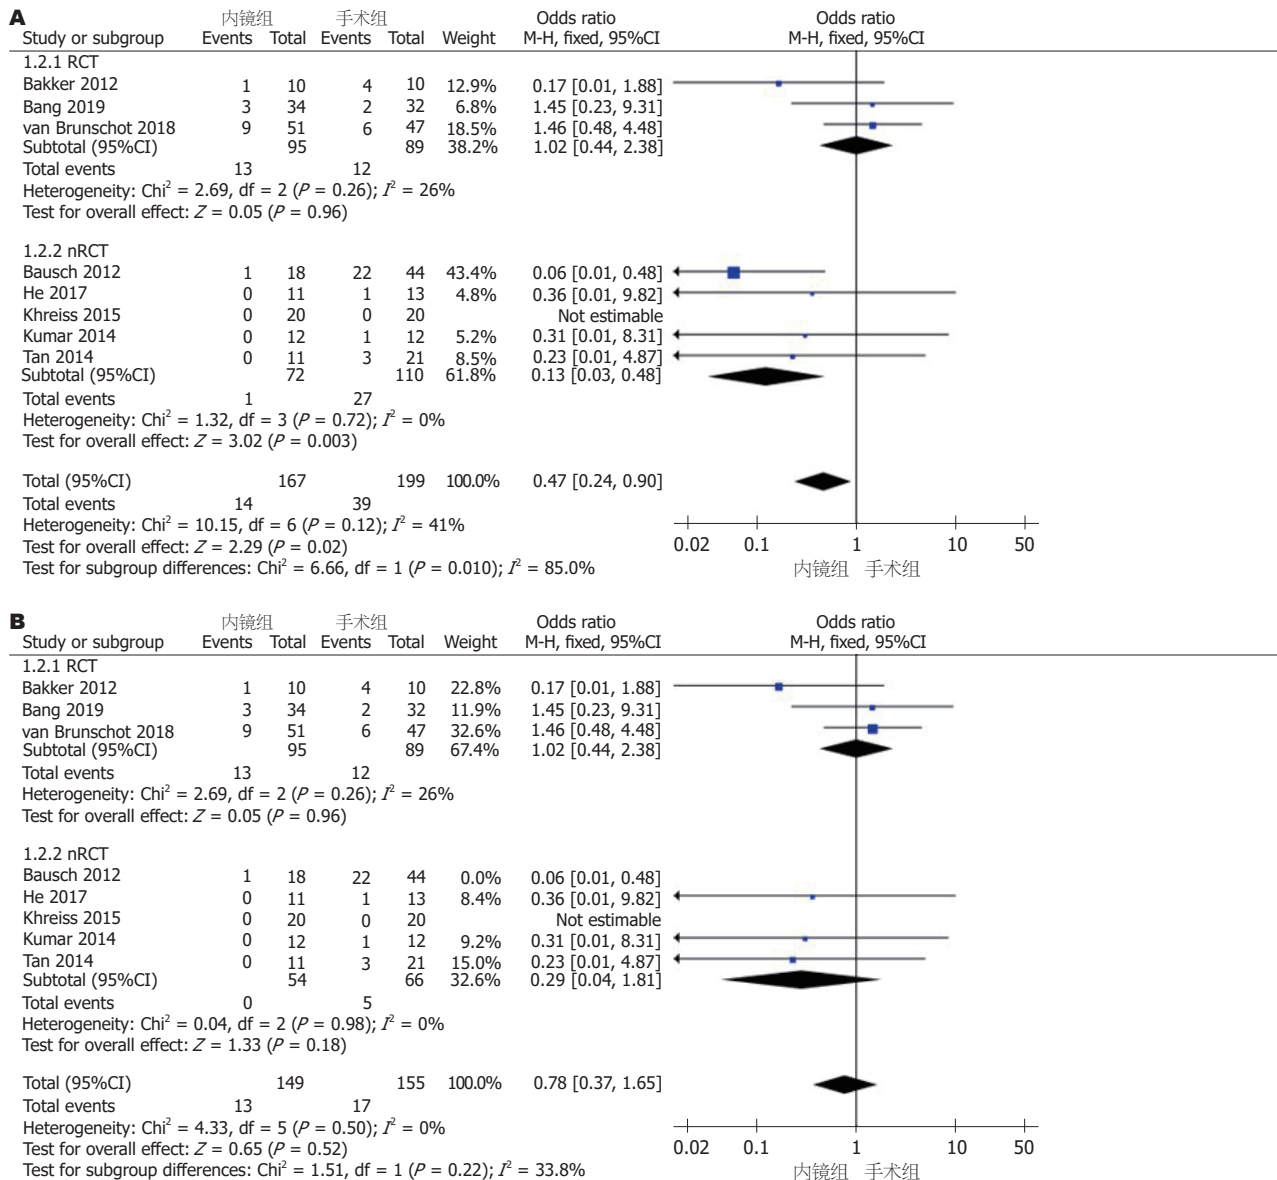 A 内镜组 手术组 Odds ratio Odds ratio
Study or subgroup Events Total Events Total Weight M-H, fixed, 95%CI M-H, fixed, 95%CI
1.2.1 RCT
Bakker 2012 1 10 4 10 12.9% 0.17 [0.01, 1.88]
Bang 2019 3 34 2 32 6.8% 1.45 [0.23, 9.31]
van Brunschot 2018 9 51 6 47 18.5% 1.46 [0.48, 4.48]
Subtotal (95%CI) 95 89 38.2% 1.02 [0.44, 2.38]
Total events 13 12
Heterogeneity: Chi² = 2.69, df = 2 (P = 0.26); I² = 26%
Test for overall effect: Z = 0.05 (P = 0.96)
1.2.2 nRCT
Bausch 2012 1 18 22 44 43.4% 0.06 [0.01, 0.48]
He 2017 0 11 1 13 4.8% 0.36 [0.01, 9.82]
Khreiss 2015 0 20 0 20 Not estimable
Kumar 2014 0 12 1 12 5.2% 0.31 [0.01, 8.31]
Tan 2014 0 11 3 21 8.5% 0.23 [0.01, 4.87]
Subtotal (95%CI) 72 110 61.8% 0.13 [0.03, 0.48]
Total events 1 27
Heterogeneity: Chi² = 1.32, df = 3 (P = 0.72); I² = 0%
Test for overall effect: Z = 3.02 (P = 0.003)
Total (95%CI) 167 199 100.0% 0.47 [0.24, 0.90]
Total events 14 39
Heterogeneity: Chi² = 10.15, df = 6 (P = 0.12); I² = 41%
Test for overall effect: Z = 2.29 (P = 0.02)
Test for subgroup differences: Chi² = 6.66, df = 1 (P = 0.010); I² = 85.0%
0.02 0.1 1 10 50
内镜组 手术组
B 内镜组 手术组 Odds ratio Odds ratio
Study or subgroup Events Total Events Total Weight M-H, fixed, 95%CI M-H, fixed, 95%CI
1.2.1 RCT
Bakker 2012 1 10 4 10 22.8% 0.17 [0.01, 1.88]
Bang 2019 3 34 2 32 11.9% 1.45 [0.23, 9.31]
van Brunschot 2018 9 51 6 47 32.6% 1.46 [0.48, 4.48]
Subtotal (95%CI) 95 89 67.4% 1.02 [0.44, 2.38]
Total events 13 12
Heterogeneity: Chi² = 2.69, df = 2 (P = 0.26); I² = 26%
Test for overall effect: Z = 0.05 (P = 0.96)
1.2.2 nRCT
Bausch 2012 1 18 22 44 0.0% 0.06 [0.01, 0.48]
He 2017 0 11 1 13 8.4% 0.36 [0.01, 9.82]
Khreiss 2015 0 20 0 20 Not estimable
Kumar 2014 0 12 1 12 9.2% 0.31 [0.01, 8.31]
Tan 2014 0 11 3 21 15.0% 0.23 [0.01, 4.87]
Subtotal (95%CI) 54 66 32.6% 0.29 [0.04, 1.81]
Total events 0 5
Heterogeneity: Chi² = 0.04, df = 2 (P = 0.98); I² = 0%
Test for overall effect: Z = 1.33 (P = 0.18)
Total (95%CI) 149 155 100.0% 0.78 [0.37, 1.65]
Total events 13 17
Heterogeneity: Chi² = 4.33, df = 5 (P = 0.50); I² = 0%
Test for overall effect: Z = 0.65 (P = 0.52)
Test for subgroup differences: Chi² = 1.51, df = 1 (P = 0.22); I² = 33.8%
0.02 0.1 1 10 50
内镜组 手术组